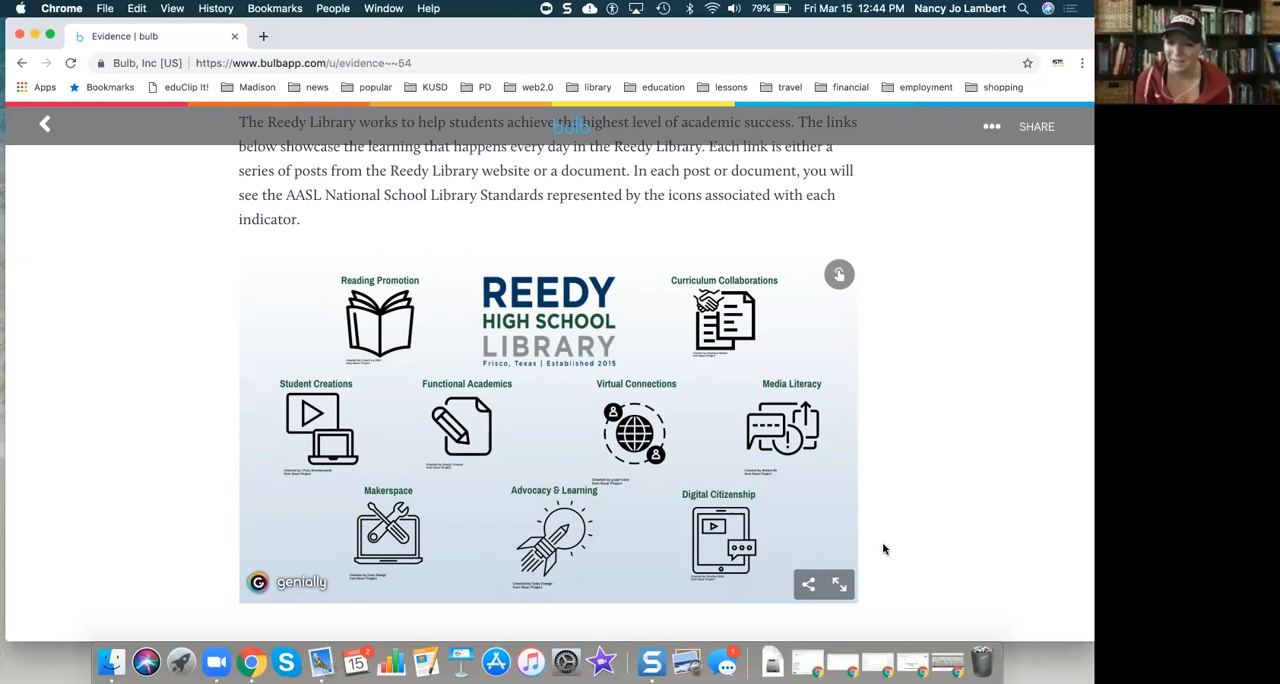 Chrome File Edit View History Bookmarks People Window Help 79% Fri Mar 15 12:44 PM Nancy Jo Lambert
Evidence | bulb
Bulb, Inc [US] https://www.bulbapp.com/u/evidence~~54
Apps Bookmarks eduClip It! Madison news popular KUSD PD web2.0 library education lessons travel financial employment shopping
bulb
SHARE
The Reedy Library works to help students achieve the highest level of academic success. The links
below showcase the learning that happens every day in the Reedy Library. Each link is either a
series of posts from the Reedy Library website or a document. In each post or document, you will
see the AASL National School Library Standards represented by the icons associated with each
indicator.
Reading Promotion
REEDY
HIGH SCHOOL
LIBRARY
Frisco, Texas | Established 2015
Curriculum Collaborations
Student Creations
Functional Academics
Virtual Connections
Media Literacy
Makerspace
Advocacy & Learning
Digital Citizenship
genially